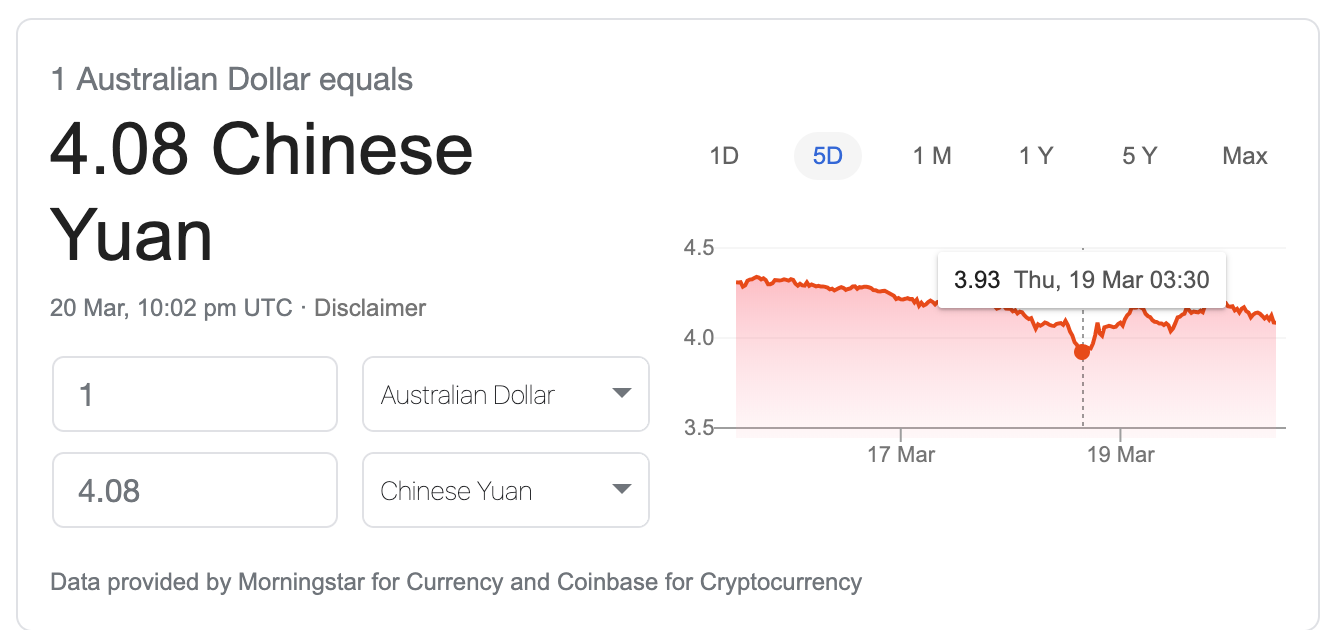 1 Australian Dollar equals
4.08 Chinese
Yuan
20 Mar, 10:02 pm UTC · Disclaimer
1
Australian Dollar
4.08
Chinese Yuan
1D
5D
1 M
1 Y
5 Y
Max
4.5
4.0
3.5
3.93 Thu, 19 Mar 03:30
17 Mar
19 Mar
Data provided by Morningstar for Currency and Coinbase for Cryptocurrency